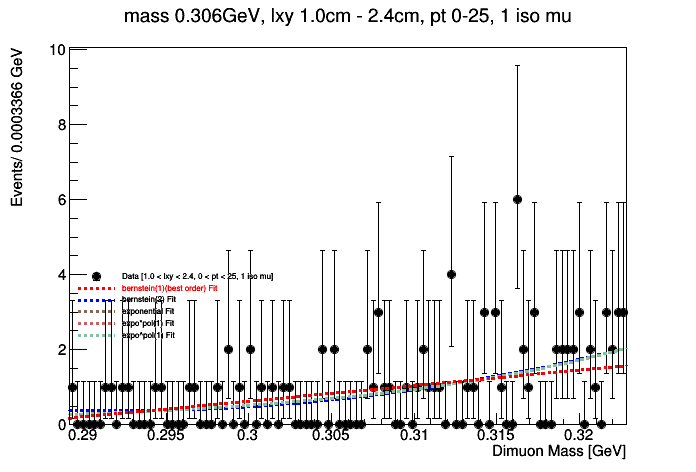 mass 0.306GeV, lxy 1.0cm - 2.4cm, pt 0-25, 1 iso mu
Events/ 0.0003366 GeV
10
8
6
4
2
0
Data [1.0 < lxy < 2.4, 0 < pt < 25, 1 iso mu]
bernstein(1)(best order) Fit
bernstein(2) Fit
exponential Fit
expo*pol(1) Fit
expo*pol(1) Fit
0.29 0.295 0.3 0.305 0.31 0.315 0.32
Dimuon Mass [GeV]